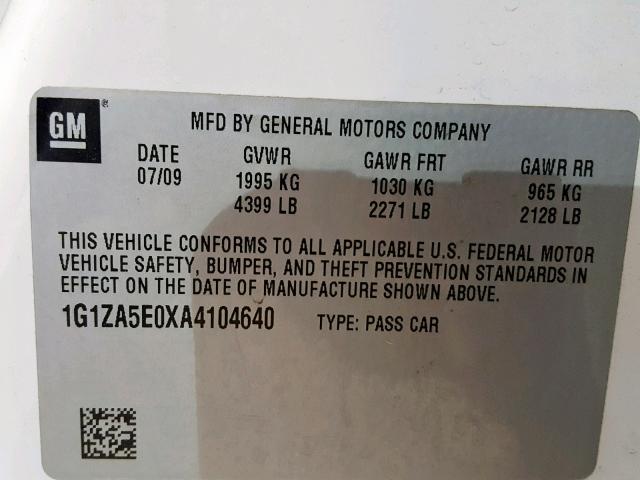 GM®
MFD BY GENERAL MOTORS COMPANY
DATE GVWR GAWR FRT GAWR RR
07/09 1995 KG 1030 KG 965 KG
4399 LB 2271 LB 2128 LB
THIS VEHICLE CONFORMS TO ALL APPLICABLE U.S. FEDERAL MOTOR
VEHICLE SAFETY, BUMPER, AND THEFT PREVENTION STANDARDS IN
EFFECT ON THE DATE OF MANUFACTURE SHOWN ABOVE.
1G1ZA5E0XA4104640 TYPE: PASS CAR